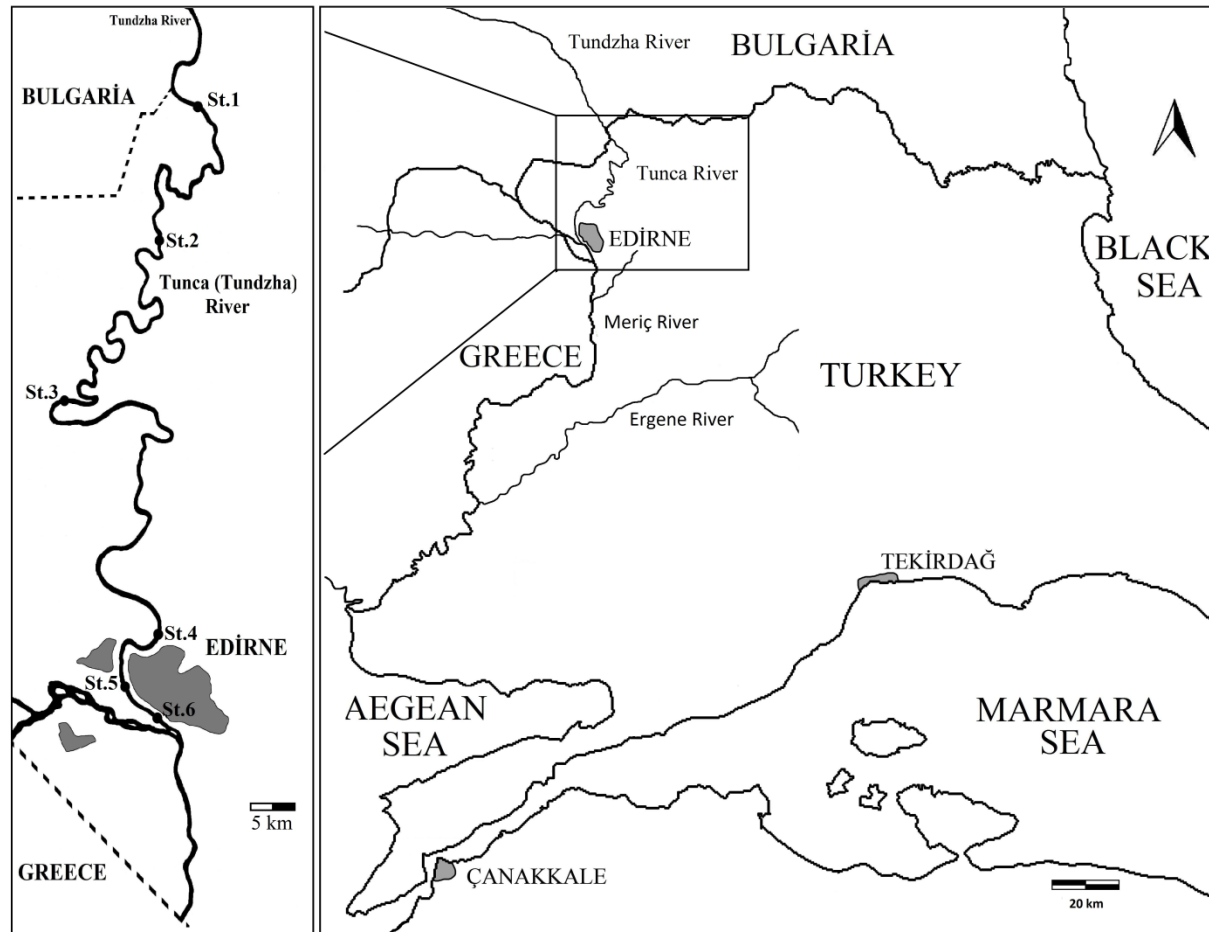 Tundzha River
BULGARİA
St.1
St.2
Tunca (Tundzha)
River
St.3
St.4
EDİRNE
St.5
St.6
5 km
GREECE
Tundzha River
BULGARİA
Tunca River
EDİRNE
BLACK
SEA
Meriç River
GREECE
TURKEY
Ergene River
TEKİRDAĞ
AEGEAN
SEA
MARMARA
SEA
ÇANAKKALE
20 km